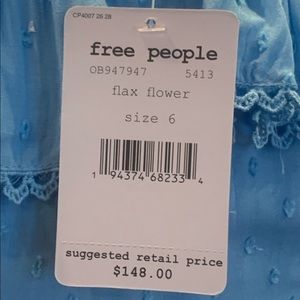 CP4007 26 28
free people
OB947947 5413
flax flower
size 6
1 94374 68233 4
suggested retail price
$148.00